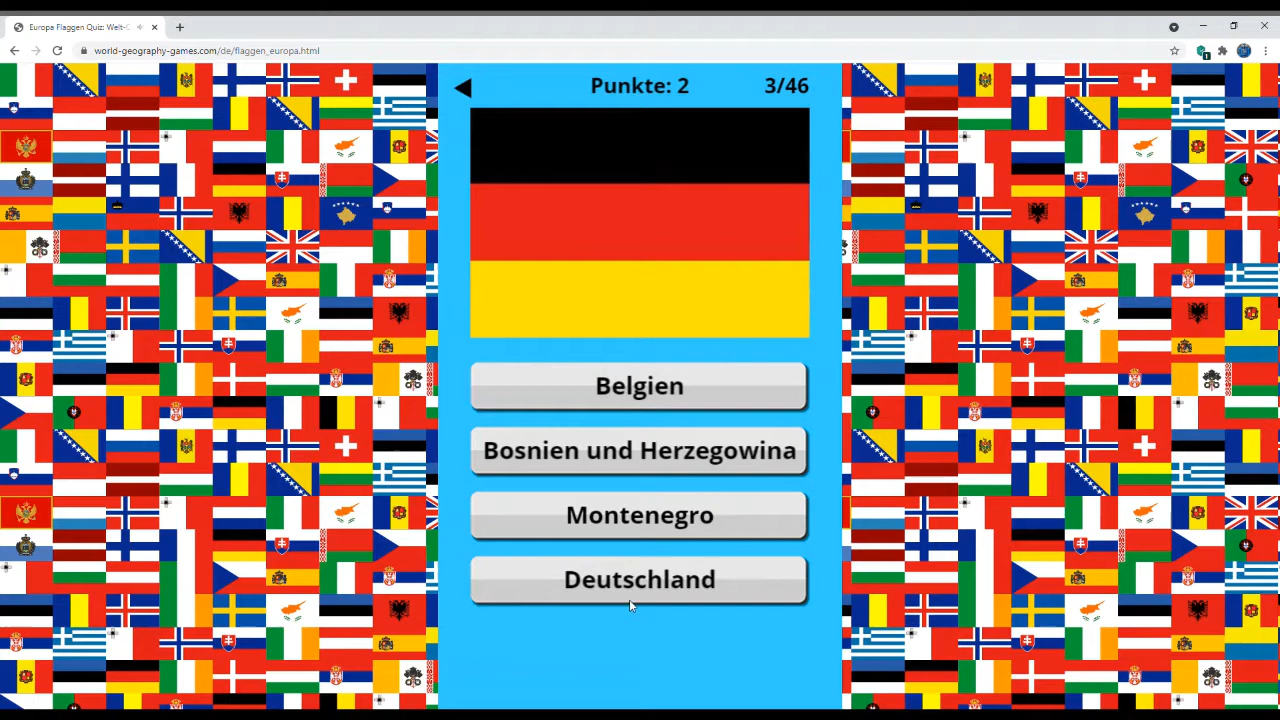 Europa Flaggen Quiz: Welt-
world-geography-games.com/de/flaggen_europa.html
1
Punkte: 2 3/46
Belgien
Bosnien und Herzegowina
Montenegro
Deutschland